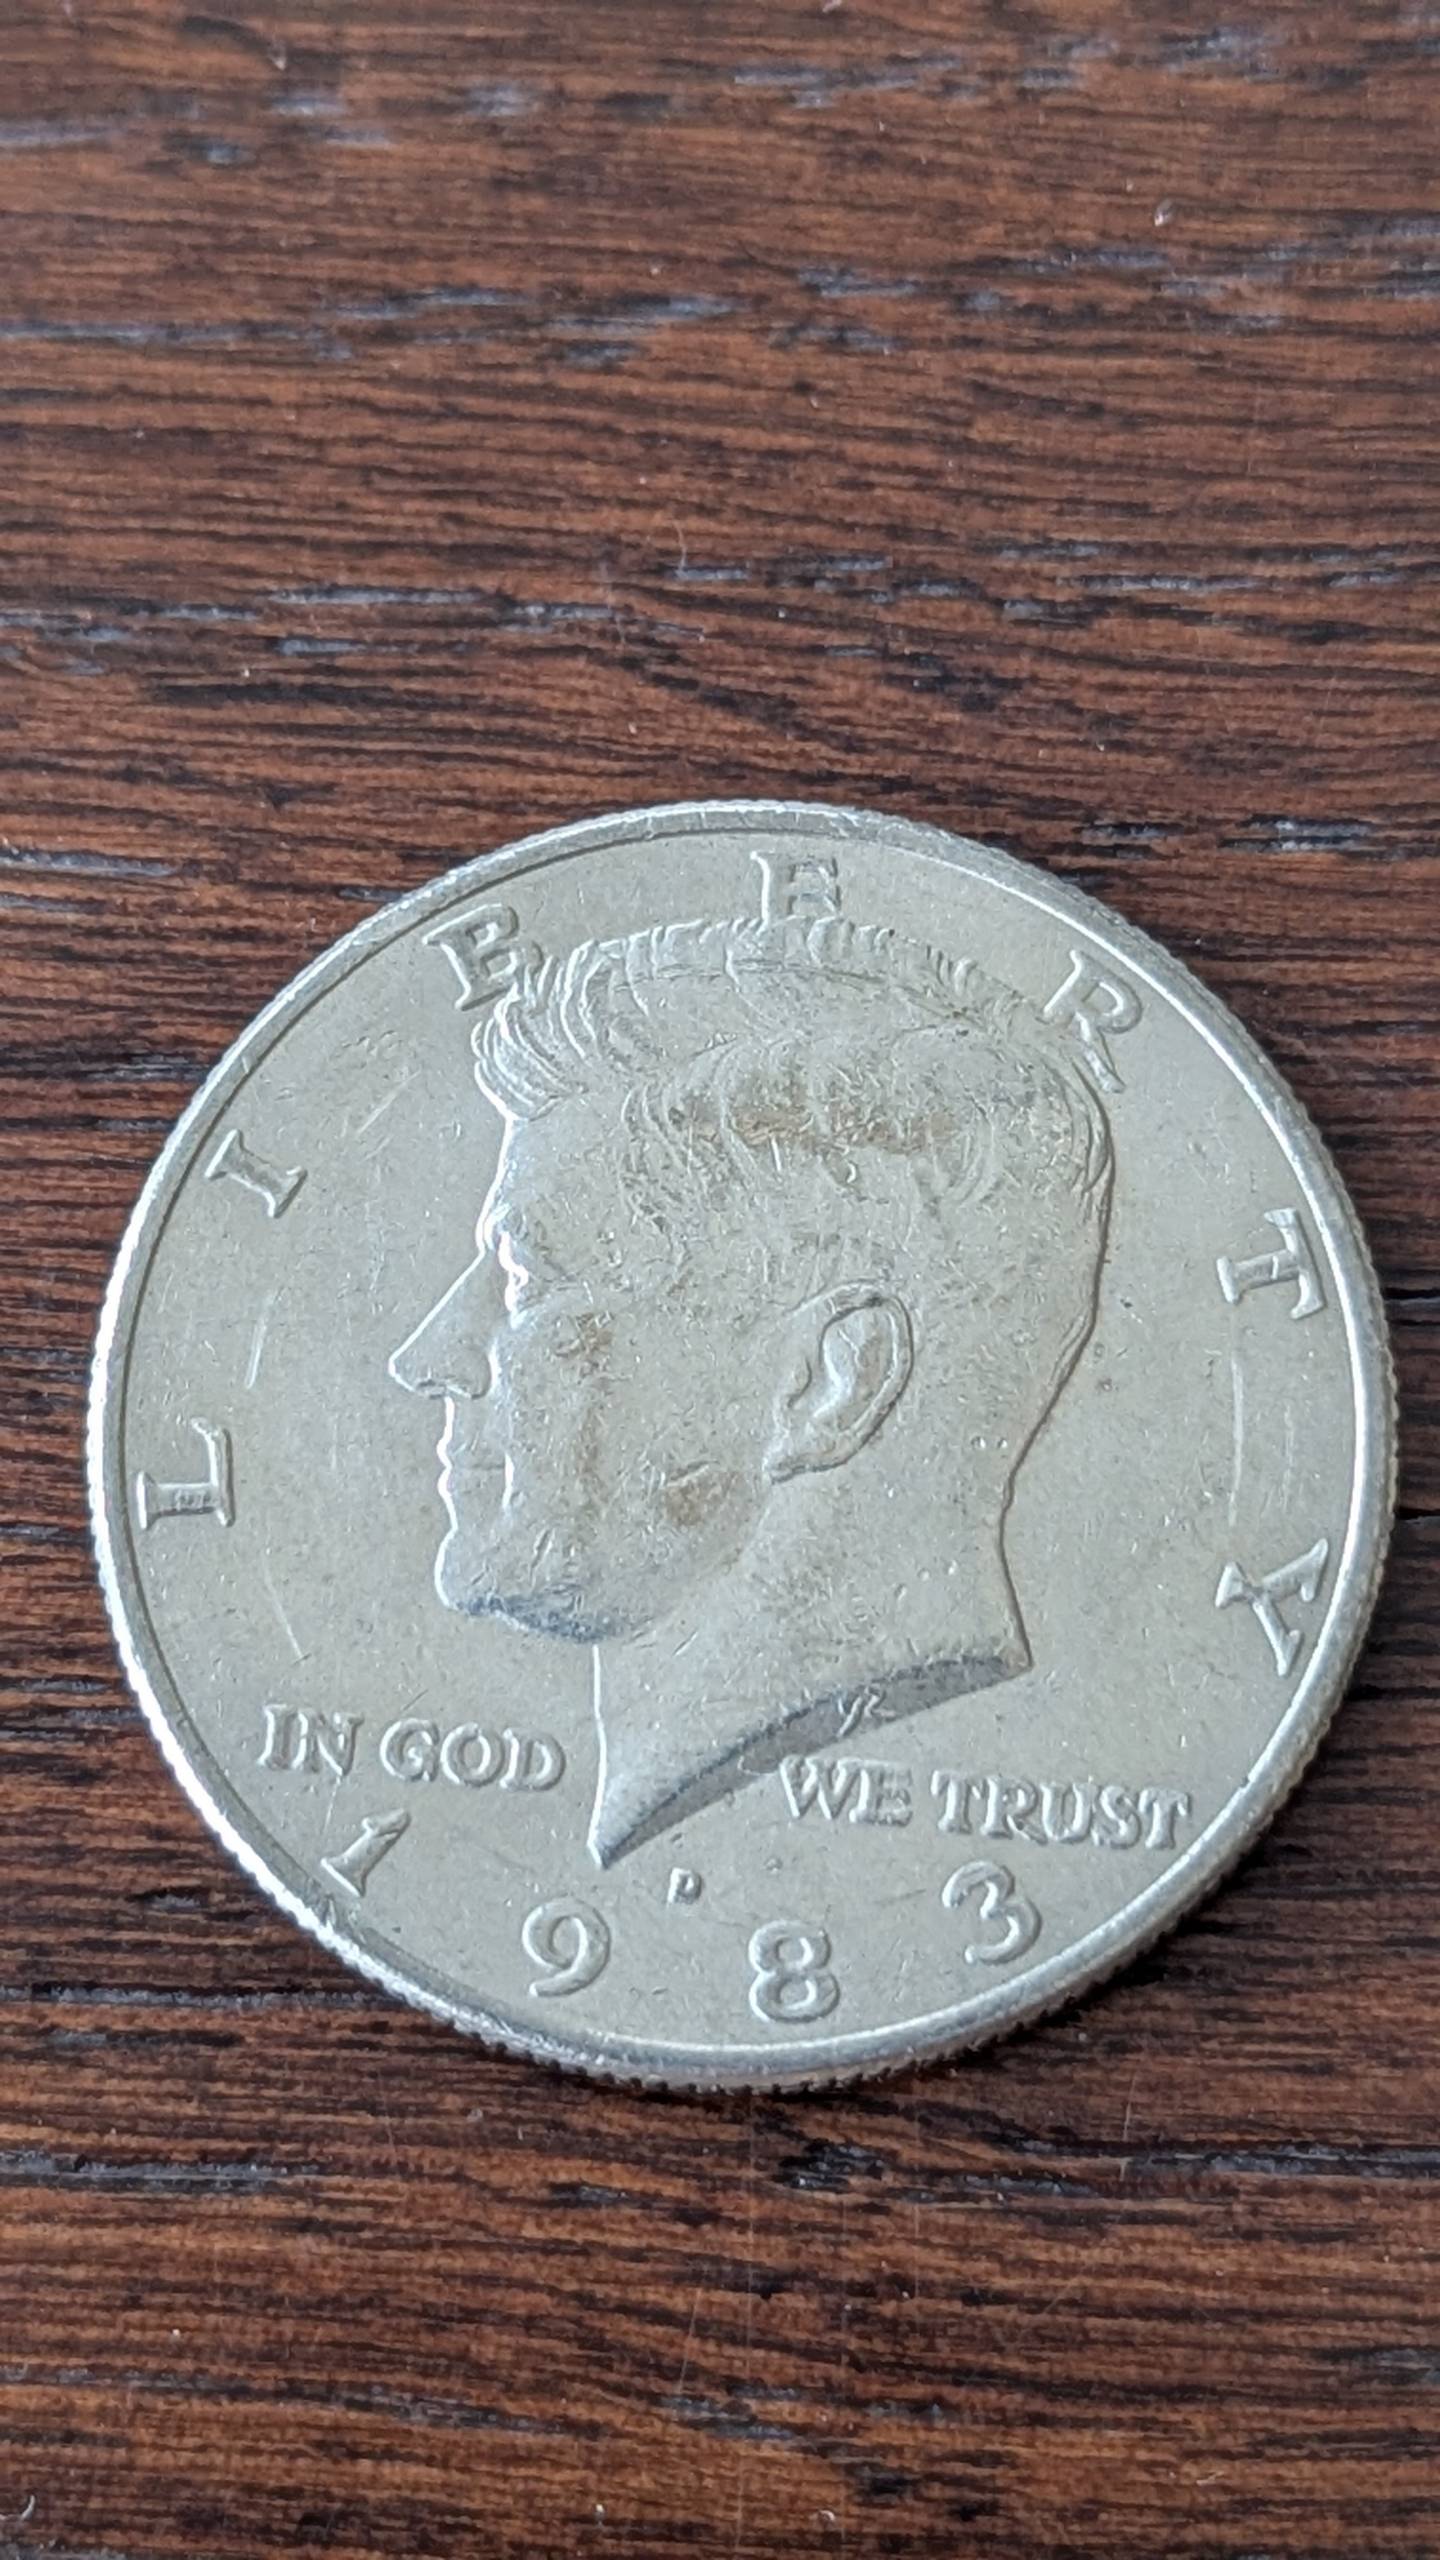 LIBERTY
IN GOD WE TRUST
D
1983